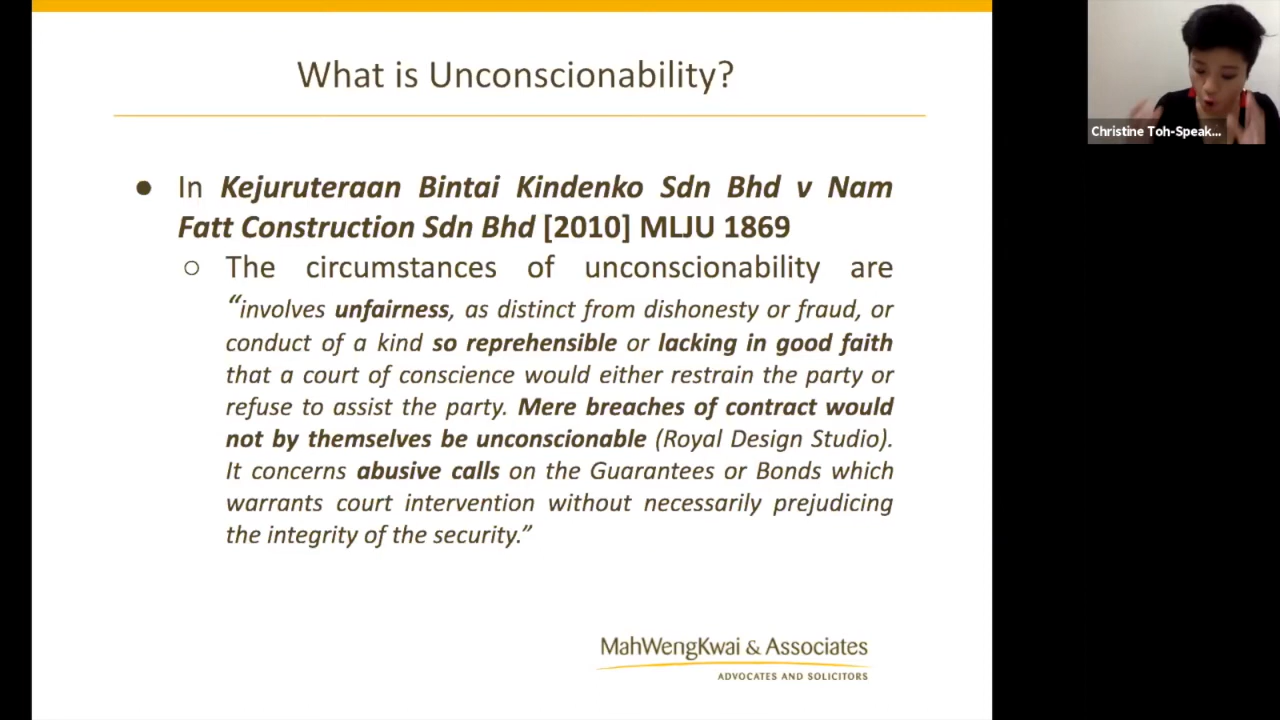 What is Unconscionability?
● In Kejuruteraan Bintai Kindenko Sdn Bhd v Nam
Fatt Construction Sdn Bhd [2010] MLJU 1869
○ The circumstances of unconscionability are
“involves unfairness, as distinct from dishonesty or fraud, or
conduct of a kind so reprehensible or lacking in good faith
that a court of conscience would either restrain the party or
refuse to assist the party. Mere breaches of contract would
not by themselves be unconscionable (Royal Design Studio).
It concerns abusive calls on the Guarantees or Bonds which
warrants court intervention without necessarily prejudicing
the integrity of the security.”
MahWengKwai & Associates
ADVOCATES AND SOLICITORS
Christine Toh-Speak...